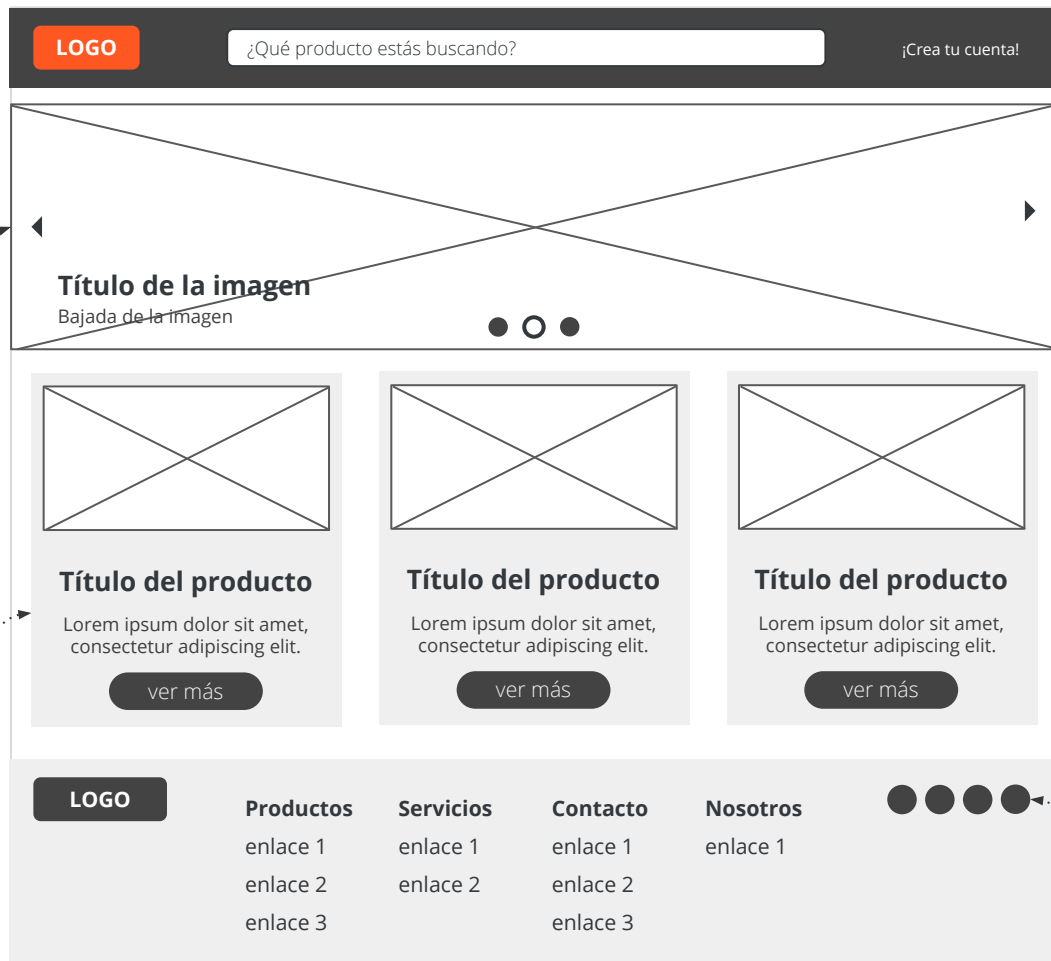 LOGO
¿Qué producto estás buscando?
¡Crea tu cuenta!
Título de la imagen
Bajada de la imagen
Título del producto
Lorem ipsum dolor sit amet,
consectetur adipiscing elit.
ver más
Título del producto
Lorem ipsum dolor sit amet,
consectetur adipiscing elit.
ver más
Título del producto
Lorem ipsum dolor sit amet,
consectetur adipiscing elit.
ver más
LOGO
Productos
enlace 1
enlace 2
enlace 3
Servicios
enlace 1
enlace 2
Contacto
enlace 1
enlace 2
enlace 3
Nosotros
enlace 1